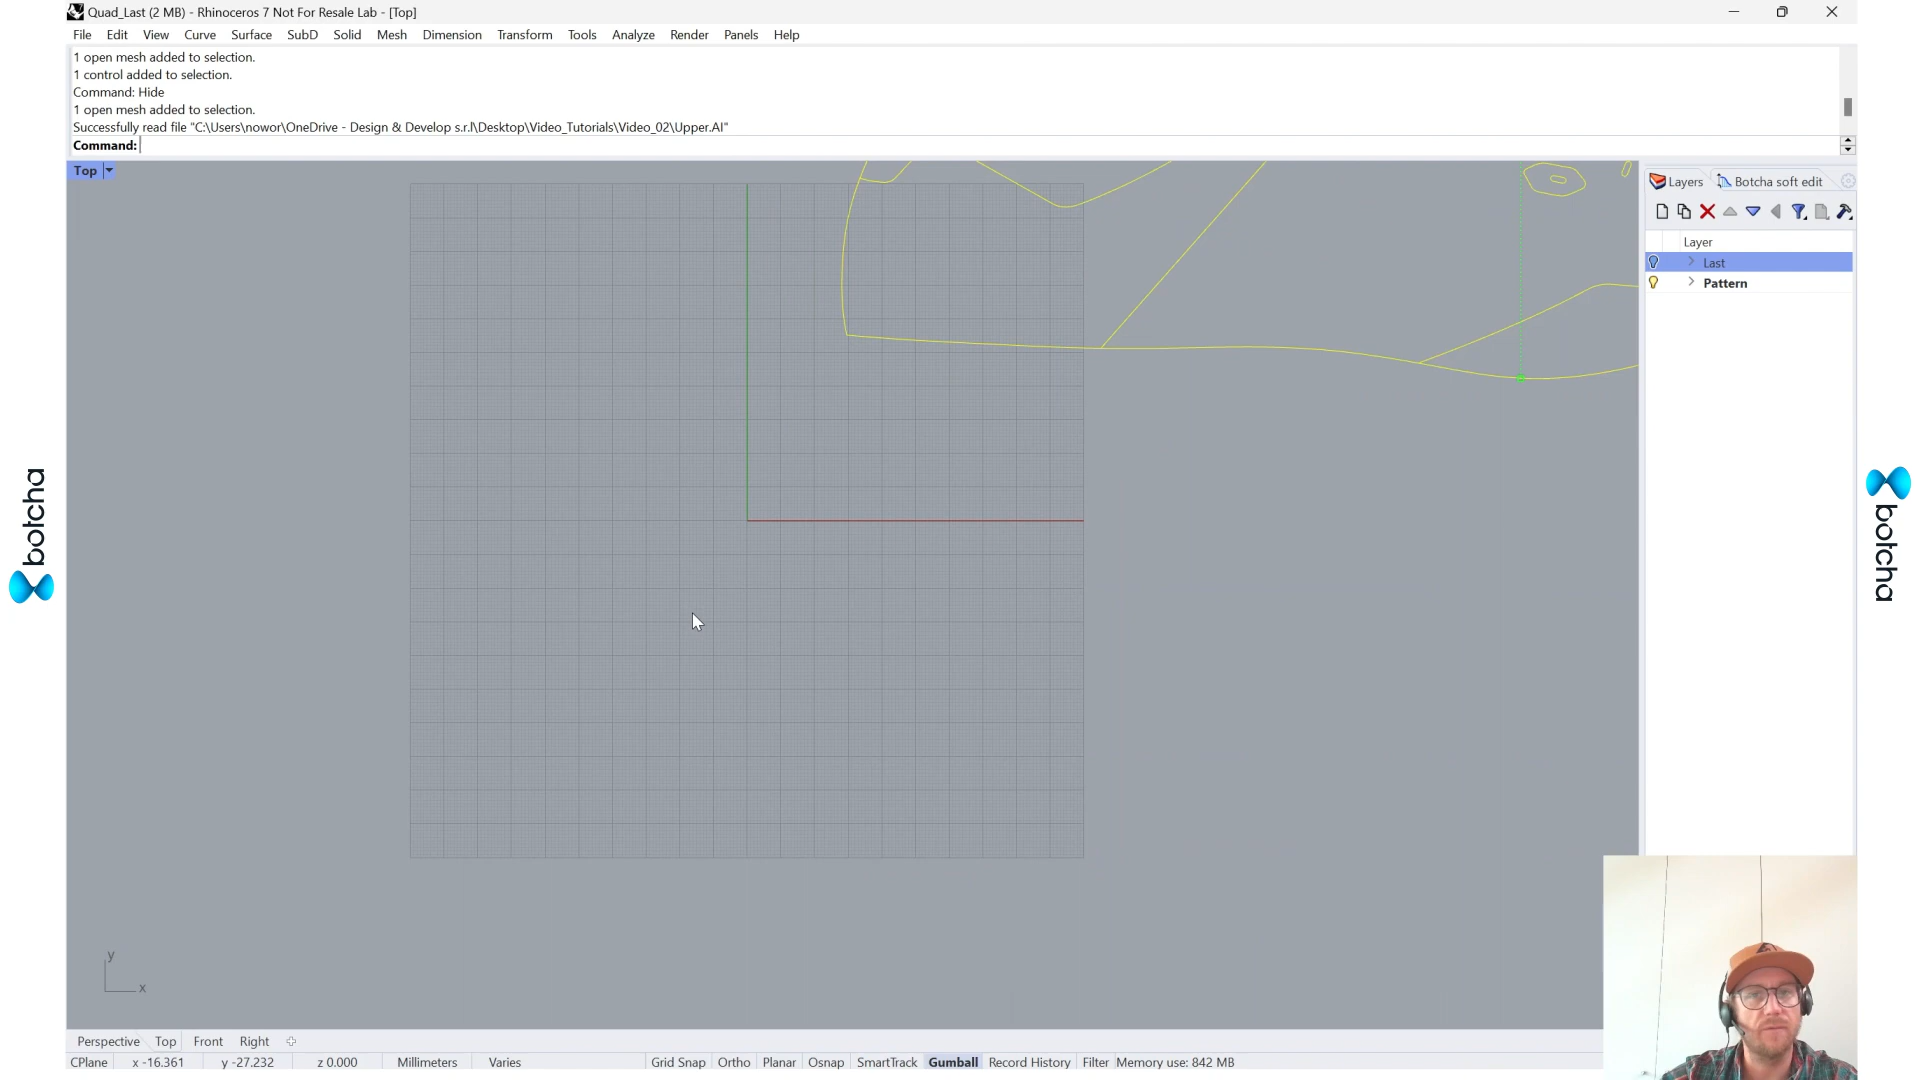 Quad_Last (2 MB) - Rhinoceros 7 Not For Resale Lab - [Top]
File Edit View Curve Surface SubD Solid Mesh Dimension Transform Tools Analyze Render Panels Help
1 open mesh added to selection.
1 control added to selection.
Command: Hide
1 open mesh added to selection.
Successfully read file "C:\Users\nowor\OneDrive - Design & Develop s.r.l\Desktop\Video_Tutorials\Video_02\Upper.AI"
Command:
Top
Layers Botcha soft edit
Layer
Last
Pattern
botcha
botcha
y
x
Perspective Top Front Right
CPlane x -16.361 y -27.232 z 0.000 Millimeters Varies Grid Snap Ortho Planar Osnap SmartTrack Gumball Record History Filter Memory use: 842 MB